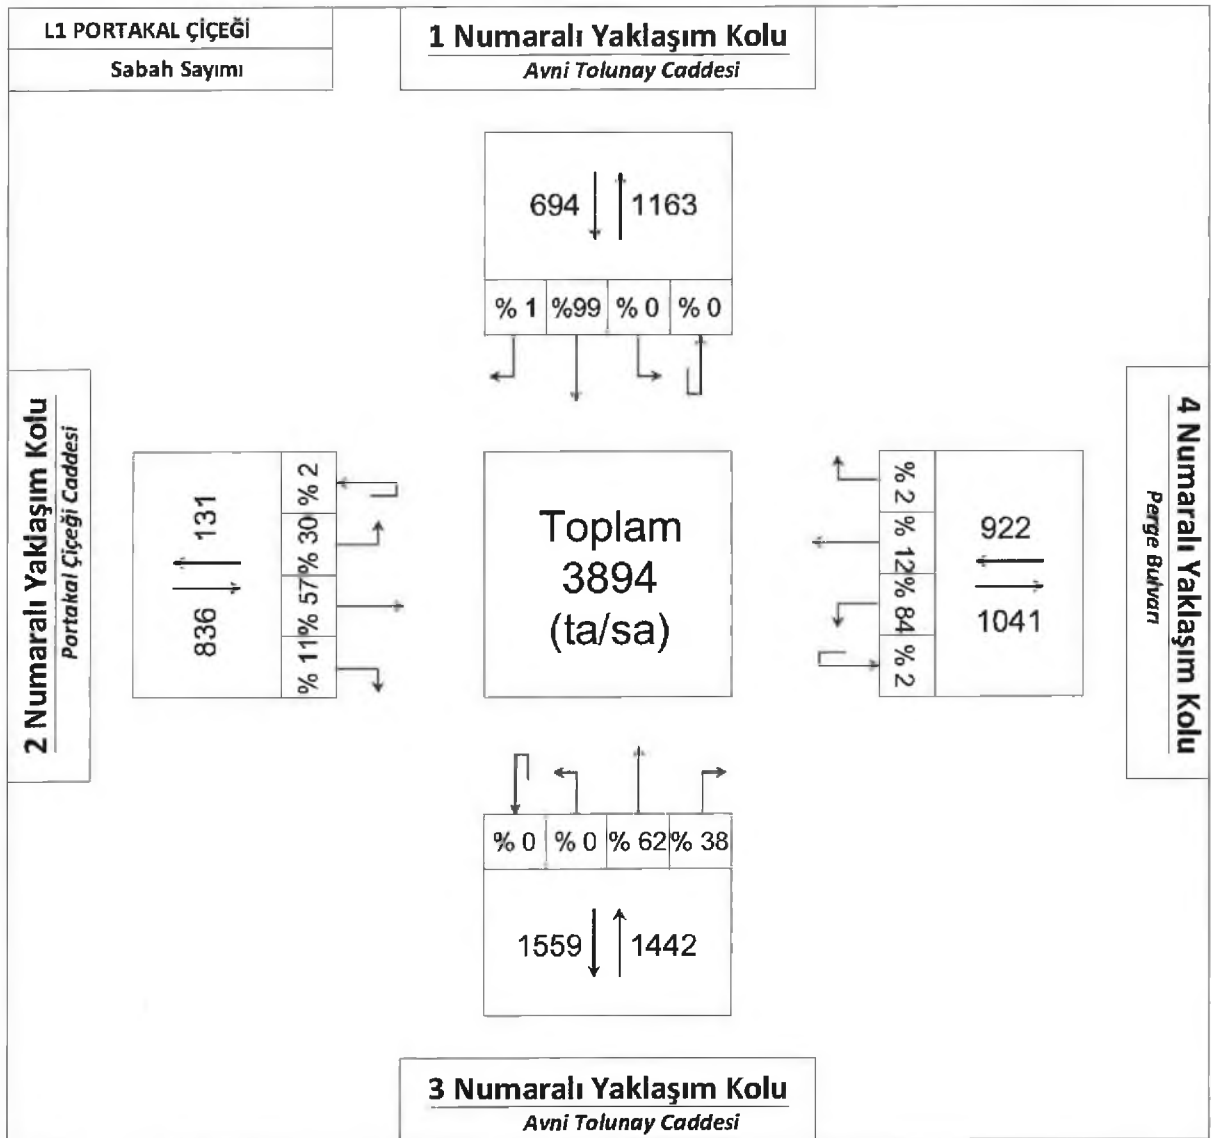 L1 PORTAKAL ÇİÇEĞİ
Sabah Sayımı
1 Numaralı Yaklaşım Kolu
Avni Tolunay Caddesi
694 1163
% 1 %99 % 0 % 0
2 Numaralı Yaklaşım Kolu
Portakal Çiçeği Caddesi
131
836
% 2
% 30
% 57
% 11
Toplam
3894
(ta/sa)
% 2
% 12
% 84
% 2
922
1041
4 Numaralı Yaklaşım Kolu
Perge Bulvarı
% 0 % 0 % 62 % 38
1559 1442
3 Numaralı Yaklaşım Kolu
Avni Tolunay Caddesi